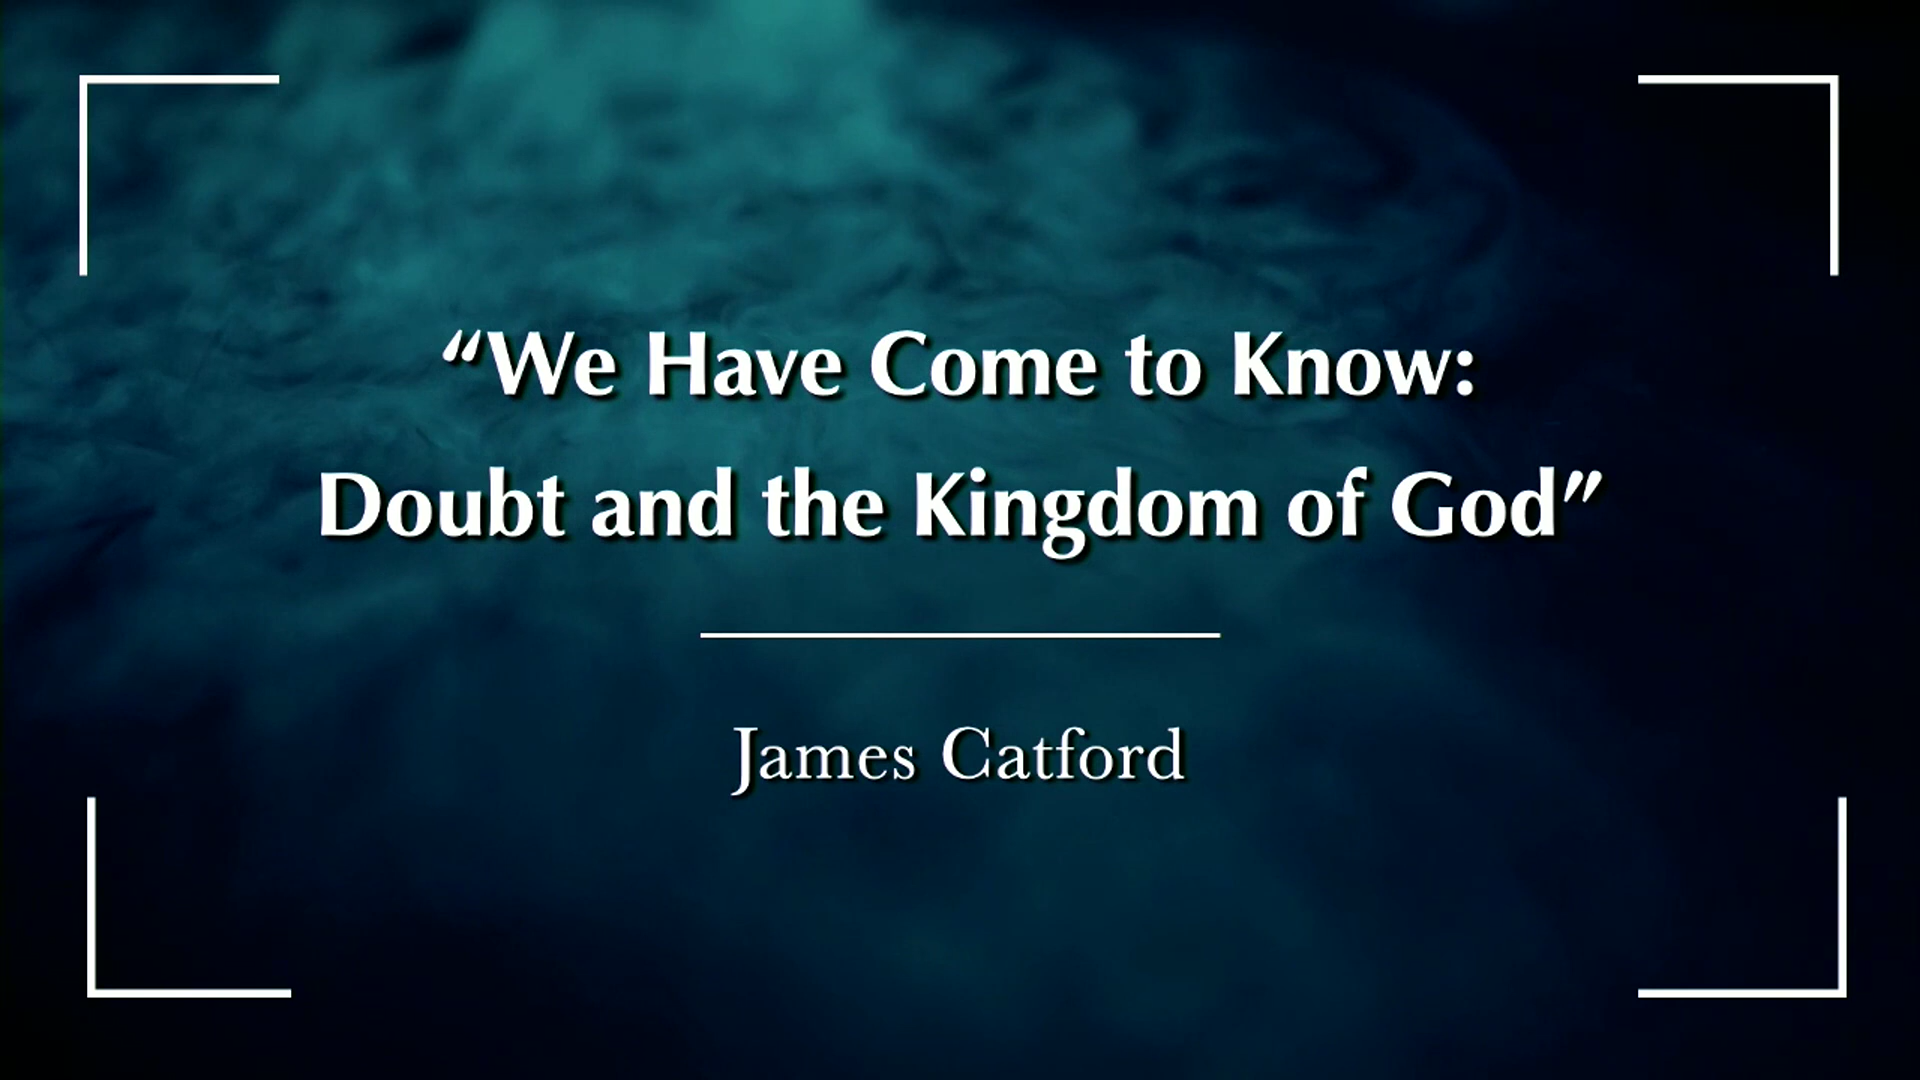 “We Have Come to Know:
Doubt and the Kingdom of God”
James Catford